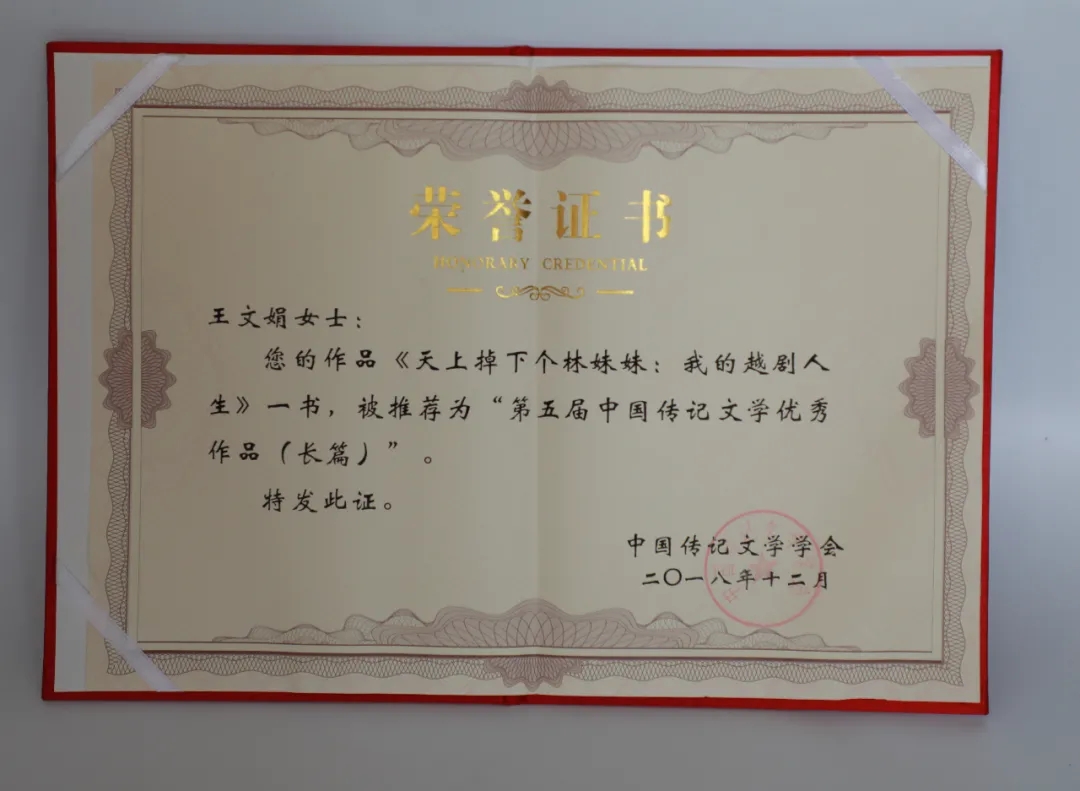 荣誉证书
HONORARY CREDENTIAL
王文娟女士：
您的作品《天上掉下个林妹妹：我的越剧人
生》一书，被推荐为“第五届中国传记文学优秀
作品（长篇）”。
特发此证。
中国传记文学学会
二〇一八年十二月